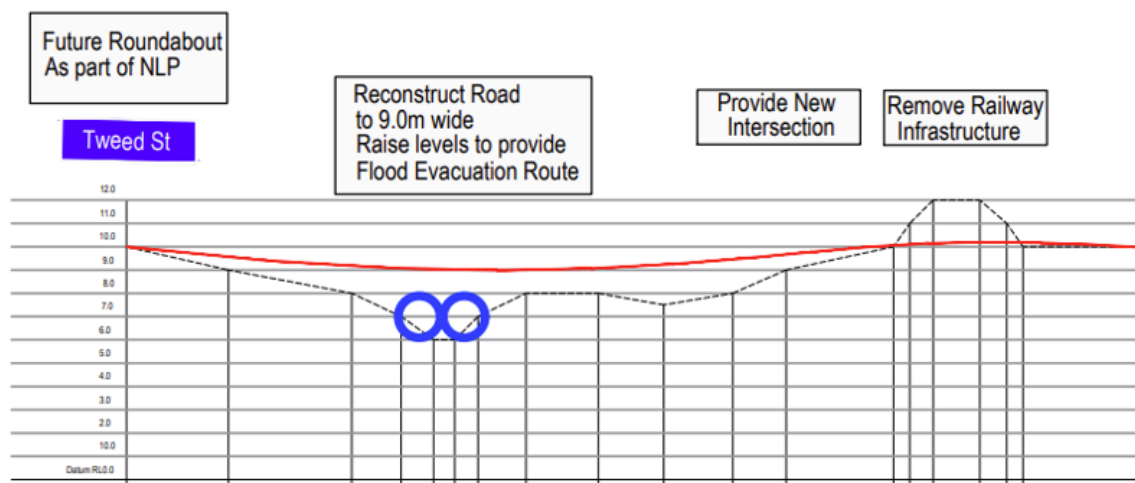 Future Roundabout
As part of NLP
Tweed St
Reconstruct Road
to 9.0m wide
Raise levels to provide
Flood Evacuation Route
Provide New
Intersection
Remove Railway
Infrastructure
12.0
11.0
10.0
9.0
8.0
7.0
6.0
5.0
4.0
3.0
2.0
10.0
Datum RL0.0